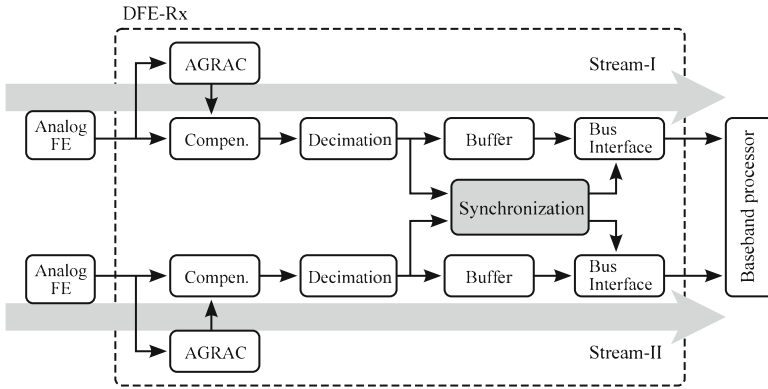 DFE-Rx
AGRAC
Stream-I
Analog
FE
Compen.
Decimation
Buffer
Bus
Interface
Synchronization
Baseband processor
Analog
FE
Compen.
Decimation
Buffer
Bus
Interface
AGRAC
Stream-II